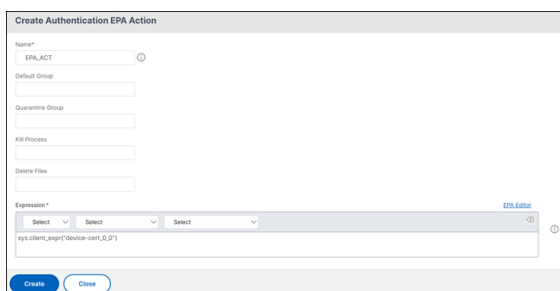 Create Authentication EPA Action
Name*
EPA_ACT
Default Group
Quarantine Group
Kill Process
Delete Files
Expression*
EPA Editor
Select Select Select
sys.client_expr("device-cert_0_0")
Create Close